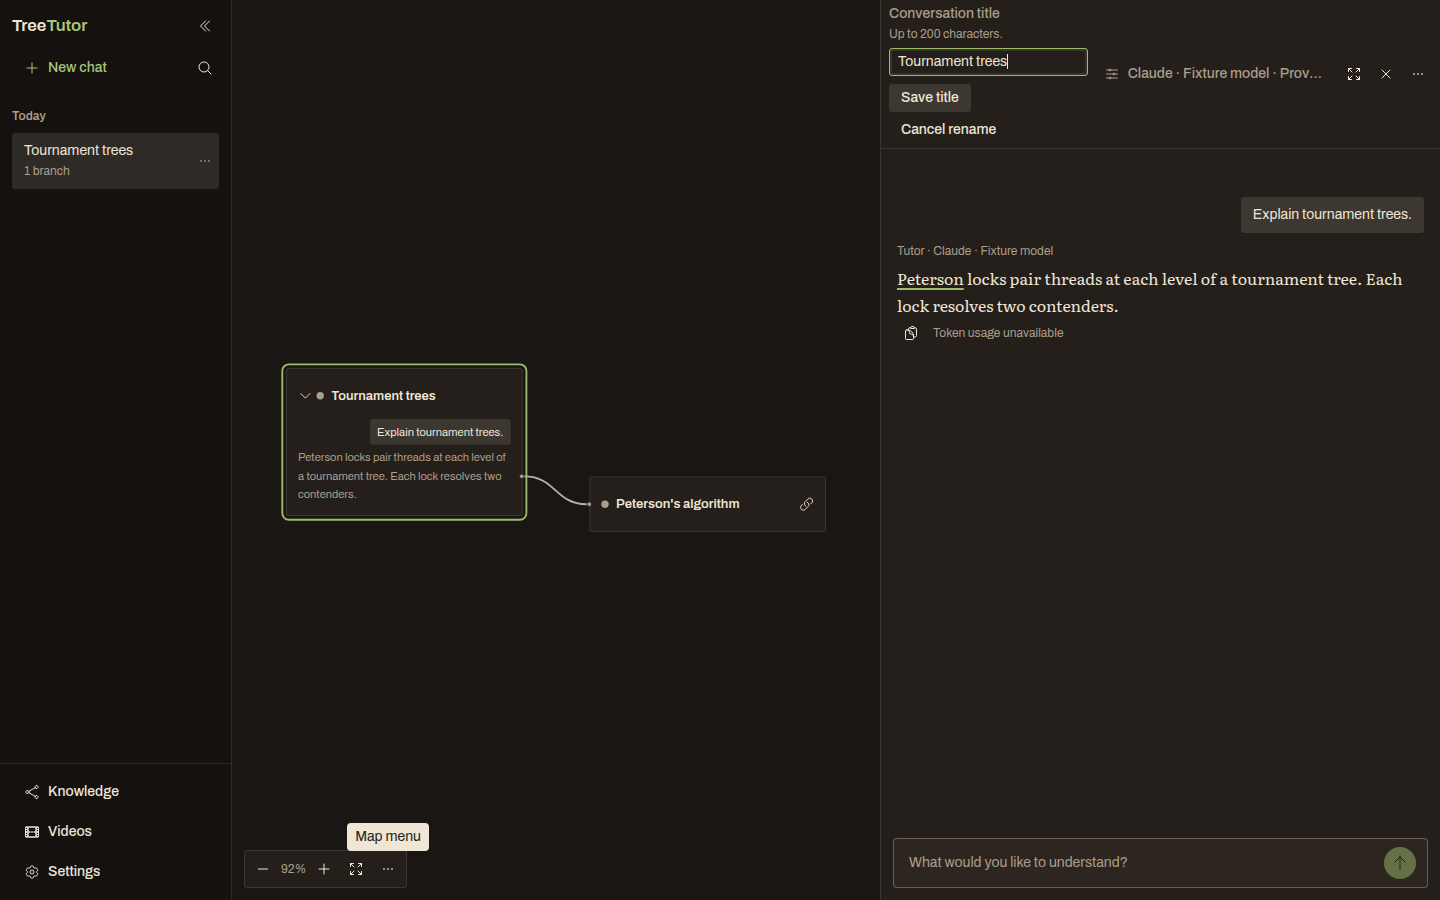 TreeTutor
New chat
Today
Tournament trees
1 branch
Knowledge
Videos
Settings
Tournament trees
Explain tournament trees.
Peterson locks pair threads at each level of
a tournament tree. Each lock resolves two
contenders.
Peterson's algorithm
Map menu
92%
Conversation title
Up to 200 characters.
Tournament trees
Claude · Fixture model · Prov...
Save title
Cancel rename
Explain tournament trees.
Tutor · Claude · Fixture model
Peterson locks pair threads at each level of a tournament tree. Each
lock resolves two contenders.
Token usage unavailable
What would you like to understand?